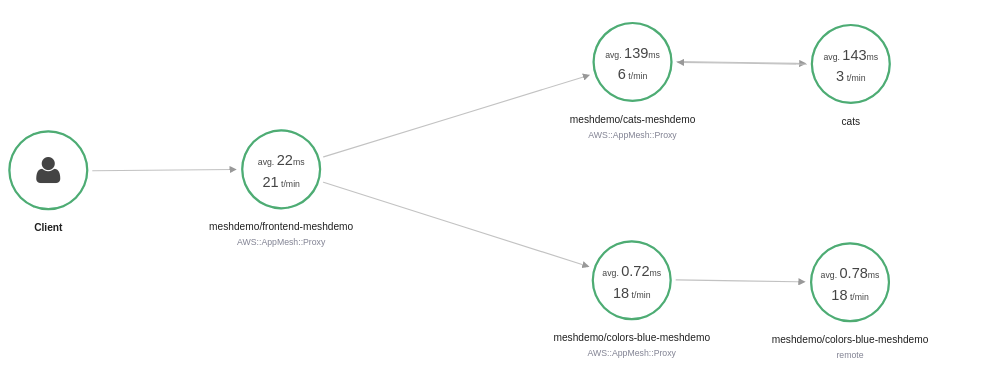 Client
avg. 22ms
21 t/min
meshdemo/frontend-meshdemo
AWS::AppMesh::Proxy
avg. 139ms
6 t/min
meshdemo/cats-meshdemo
AWS::AppMesh::Proxy
avg. 143ms
3 t/min
cats
avg. 0.72ms
18 t/min
meshdemo/colors-blue-meshdemo
AWS::AppMesh::Proxy
avg. 0.78ms
18 t/min
meshdemo/colors-blue-meshdemo
remote